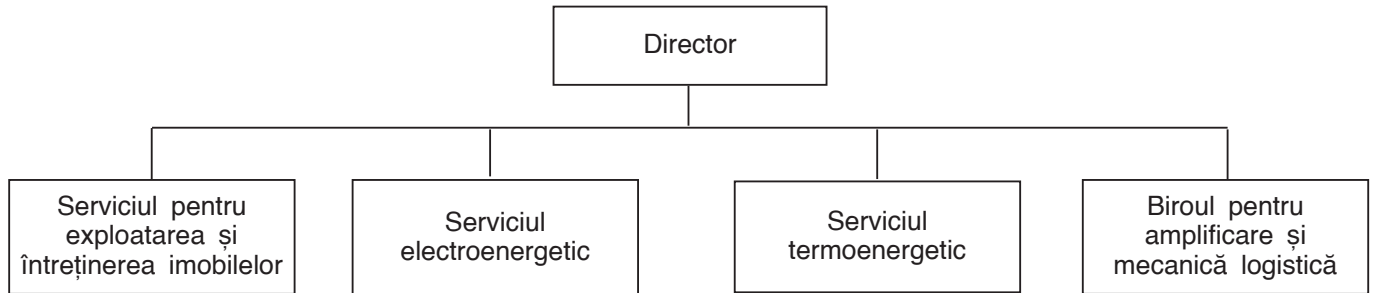 Director
Serviciul pentru
exploatarea și
întreținerea imobilelor
Serviciul
electroenergetic
Serviciul
termoenergetic
Biroul pentru
amplificare și
mecanică logistică